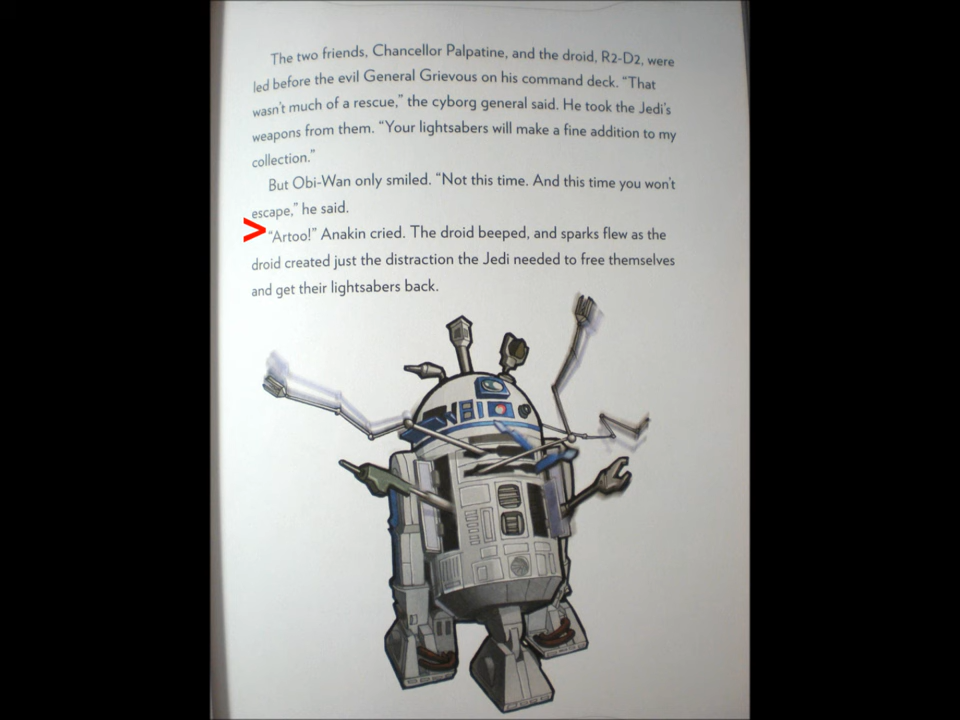 The two friends, Chancellor Palpatine, and the droid, R2-D2, were
led before the evil General Grievous on his command deck. “That
wasn’t much of a rescue,” the cyborg general said. He took the Jedi’s
weapons from them. “Your lightsabers will make a fine addition to my
collection.”
But Obi-Wan only smiled. “Not this time. And this time you won’t
escape,” he said.
> “Artoo!” Anakin cried. The droid beeped, and sparks flew as the
droid created just the distraction the Jedi needed to free themselves
and get their lightsabers back.